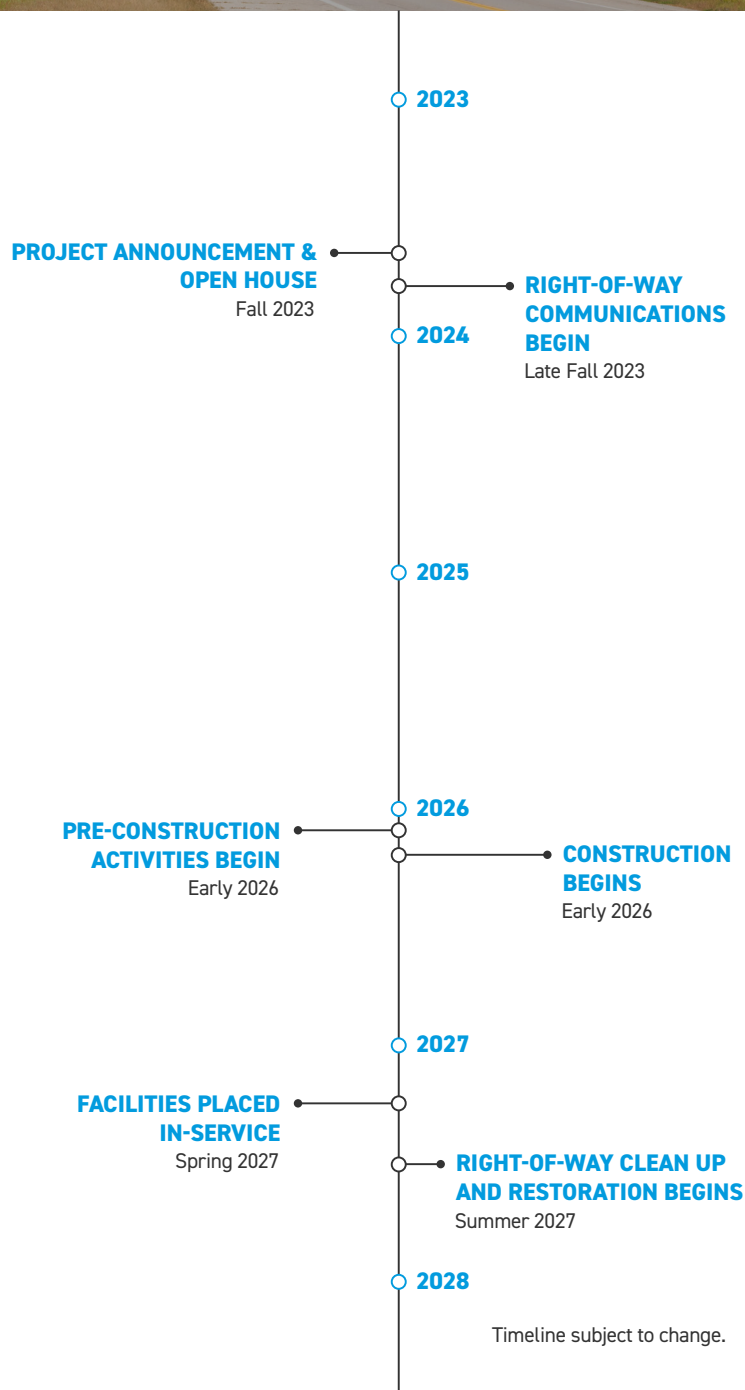 2023
PROJECT ANNOUNCEMENT &
OPEN HOUSE
Fall 2023
RIGHT-OF-WAY
COMMUNICATIONS
BEGIN
Late Fall 2023
2024
2025
2026
PRE-CONSTRUCTION
ACTIVITIES BEGIN
Early 2026
CONSTRUCTION
BEGINS
Early 2026
2027
FACILITIES PLACED
IN-SERVICE
Spring 2027
RIGHT-OF-WAY CLEAN UP
AND RESTORATION BEGINS
Summer 2027
2028
Timeline subject to change.